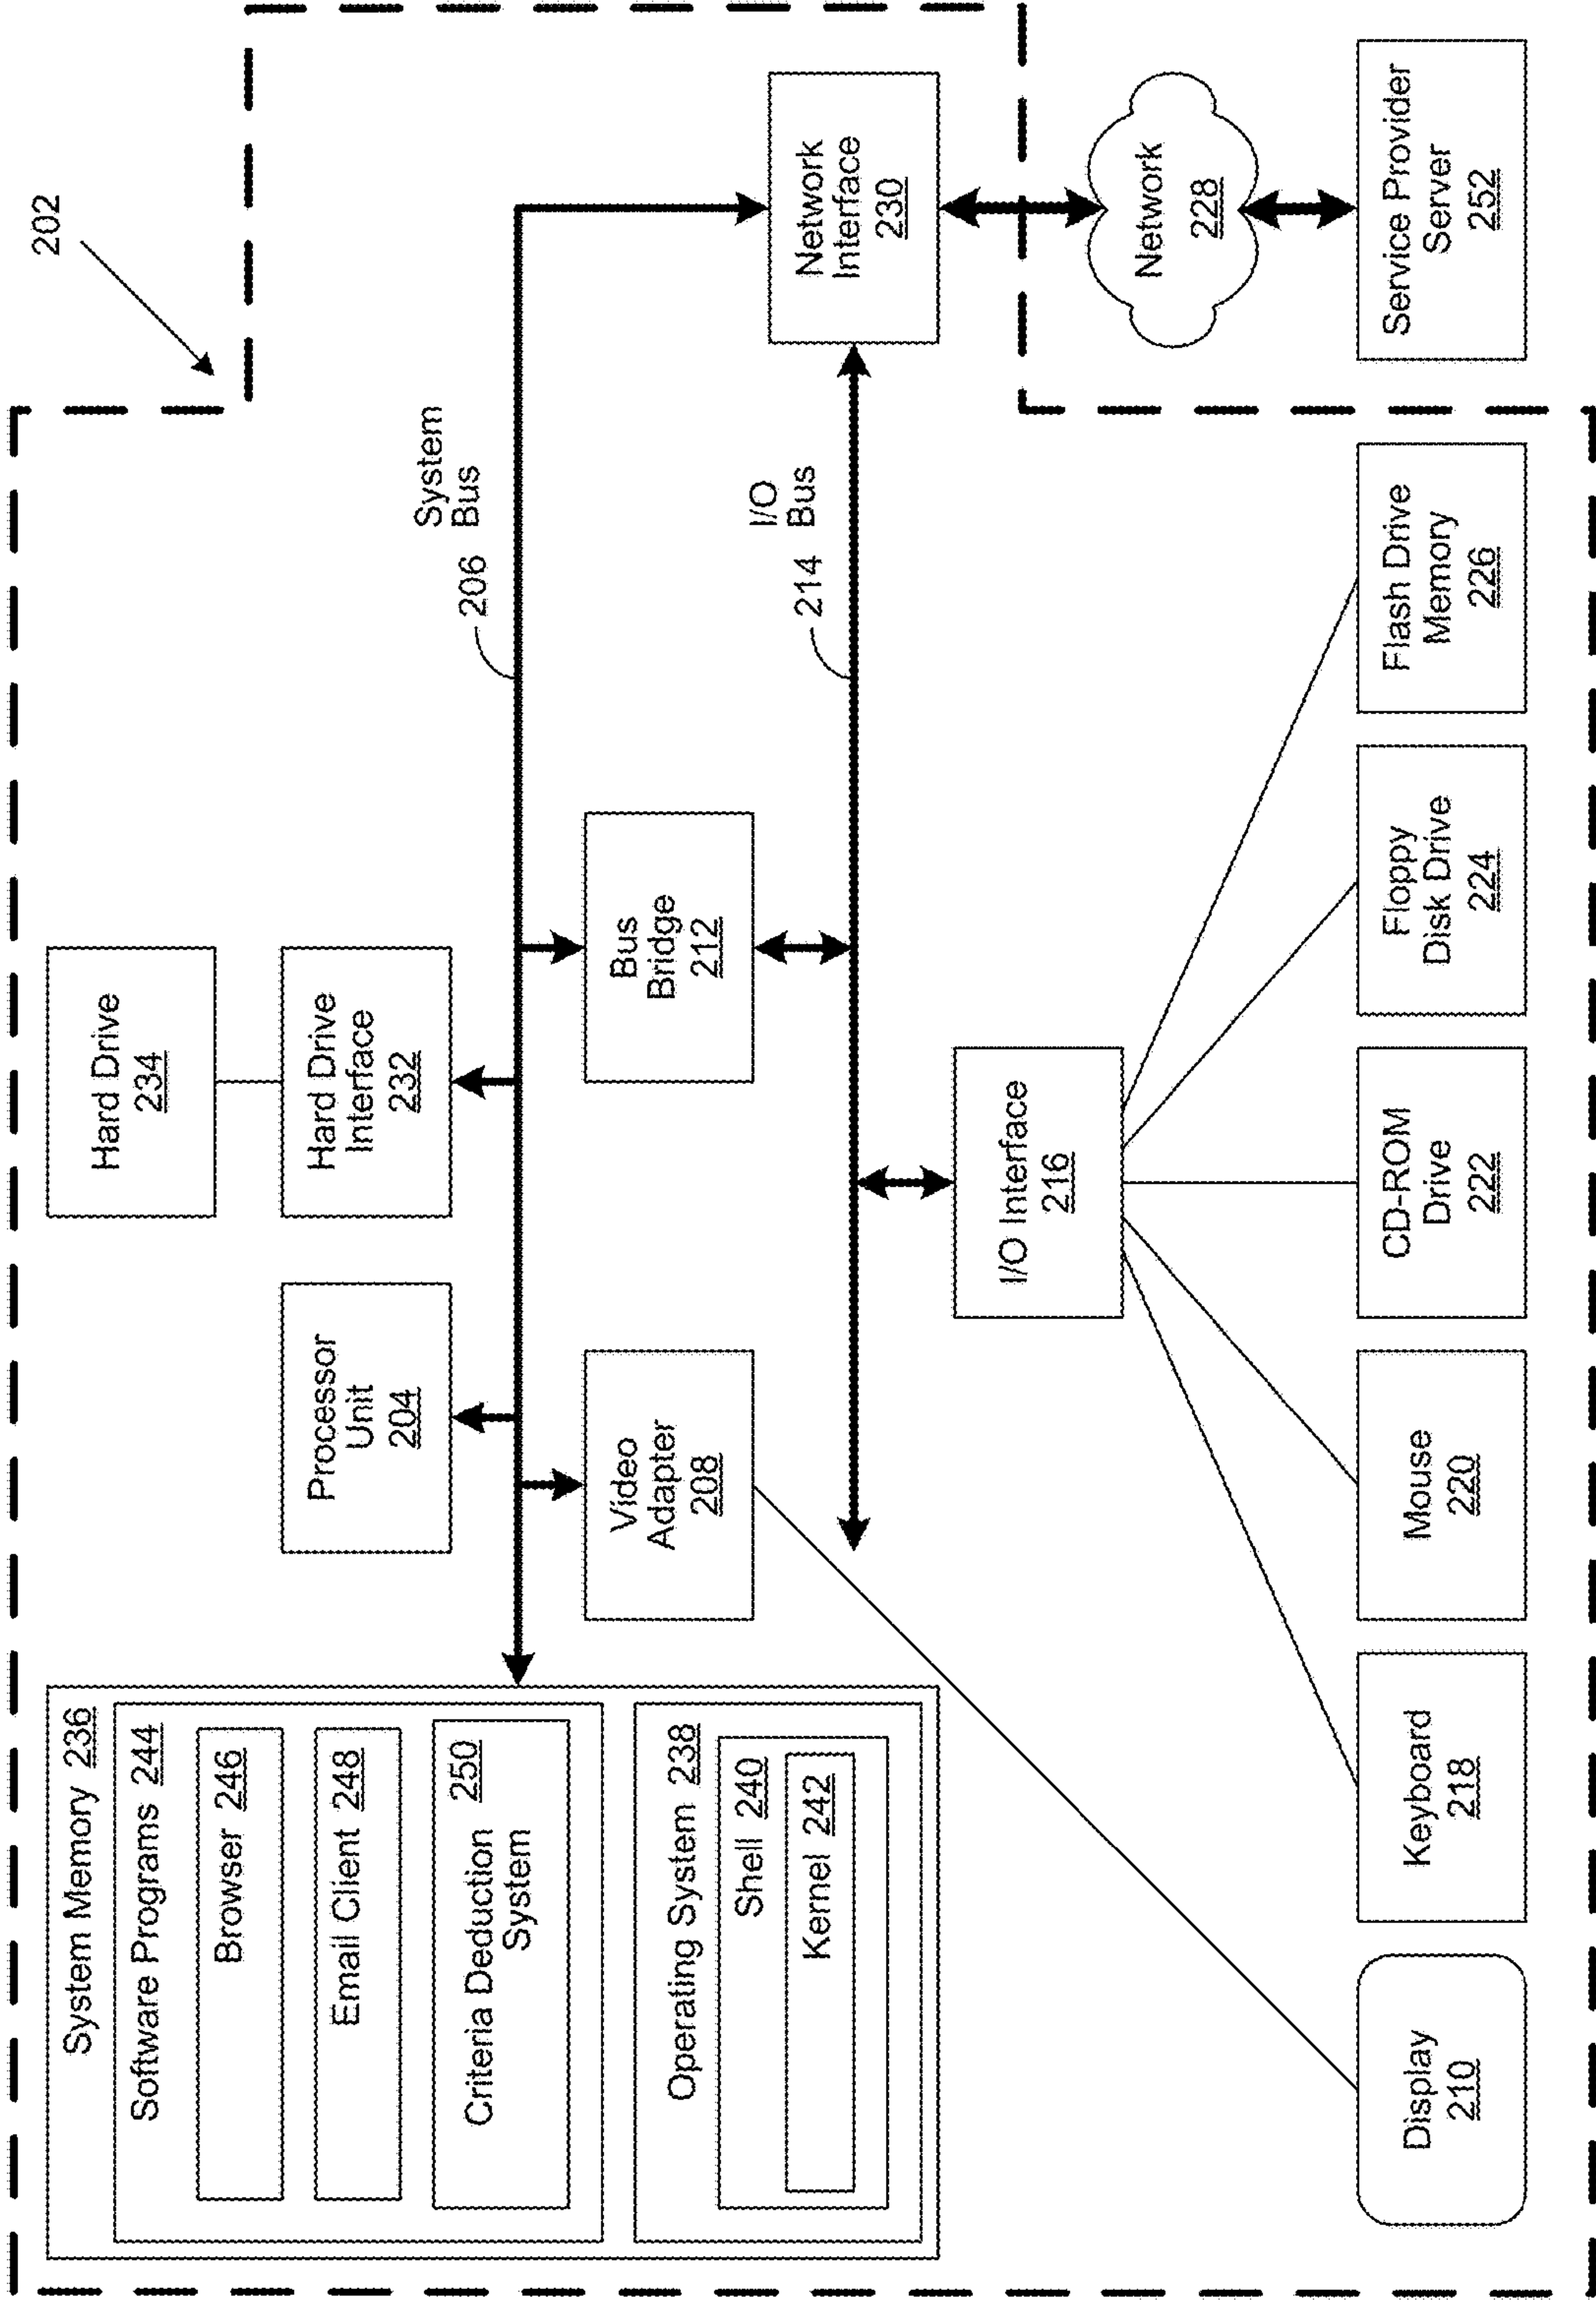 202
System Memory 236
Software Programs 244
Browser 246
Email Client 248
Criteria Deduction 250
System
Operating System 238
Shell 240
Kernel 242
Hard Drive
234
Processor
Unit
204
Hard Drive
Interface
232
System
206 Bus
Video
Adapter
208
Bus
Bridge
212
I/O
214 Bus
Network
Interface
230
I/O Interface
216
Network
228
Display
210
Keyboard
218
Mouse
220
CD-ROM
Drive
222
Floppy
Disk Drive
224
Flash Drive
Memory
226
Service Provider
Server
252